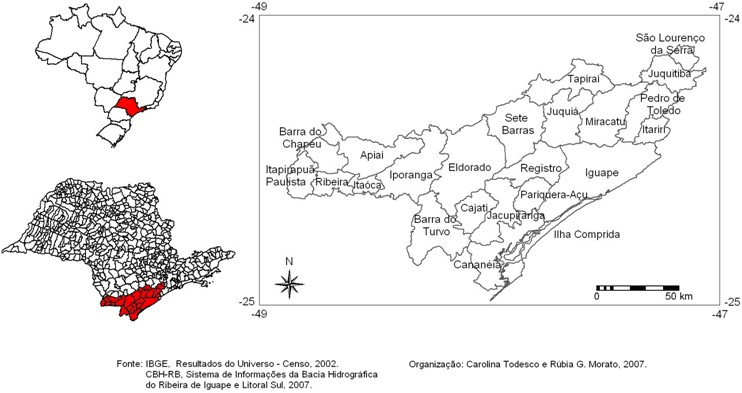 -49
-47
-24
-24
São Lourenço
da Serra
Juquitiba
Tapiraí
Pedro de
Toledo
Juquiá
Sete
Barras
Miracatu
Itariri
Barra do
Chapéu
Apiai
Itapirapuã
Paulista
Ribeira
Itaóca
Iporanga
Eldorado
Registro
Iguape
Pariquera-Açu
Cajati
Jacupiranga
Barra do
Turvo
Ilha Comprida
Cananéia
N
0
50 km
-25
-25
-49
-47
Fonte: IBGE, Resultados do Universo - Censo, 2002.
CBH-RB, Sistema de Informações da Bacia Hidrográfica
do Ribeira de Iguape e Litoral Sul, 2007.
Organização: Carolina Todesco e Rúbia G. Morato, 2007.